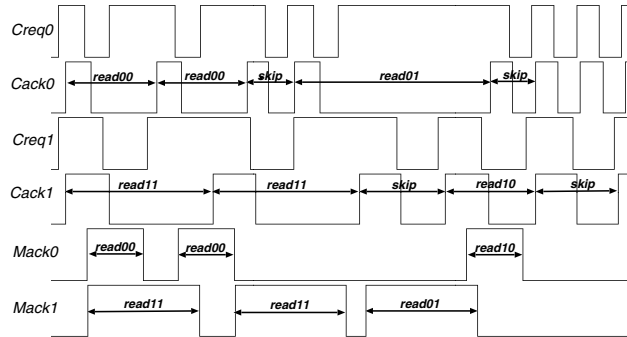 Creq0
Cack0 read00 read00 skip read01 skip
Creq1
Cack1 read11 read11 skip read10 skip
Mack0 read00 read00 read10
Mack1 read11 read11 read01